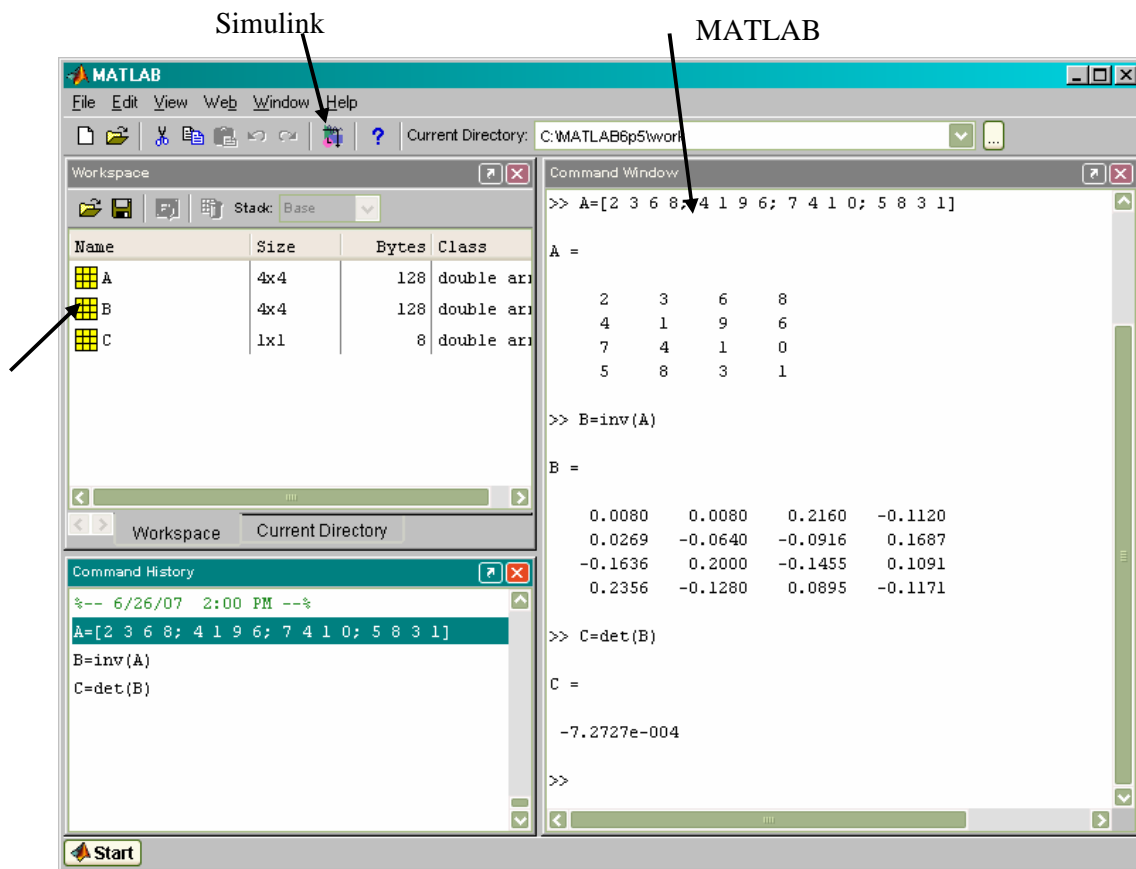 Simulink
MATLAB
MATLAB
File Edit View Web Window Help
? Current Directory: C:\MATLAB6p5\work ...
Workspace
Stack: Base
Name Size Bytes Class
A 4x4 128 double arr
B 4x4 128 double arr
C 1x1 8 double arr
Workspace Current Directory
Command History
%-- 6/26/07 2:00 PM --%
A=[2 3 6 8; 4 1 9 6; 7 4 1 0; 5 8 3 1]
B=inv(A)
C=det(B)
Command Window
>> A=[2 3 6 8; 4 1 9 6; 7 4 1 0; 5 8 3 1]
A =
2 3 6 8
4 1 9 6
7 4 1 0
5 8 3 1
>> B=inv(A)
B =
0.0080 0.0080 0.2160 -0.1120
0.0269 -0.0640 -0.0916 0.1687
-0.1636 0.2000 -0.1455 0.1091
0.2356 -0.1280 0.0895 -0.1171
>> C=det(B)
C =
-7.2727e-004
>>
Start